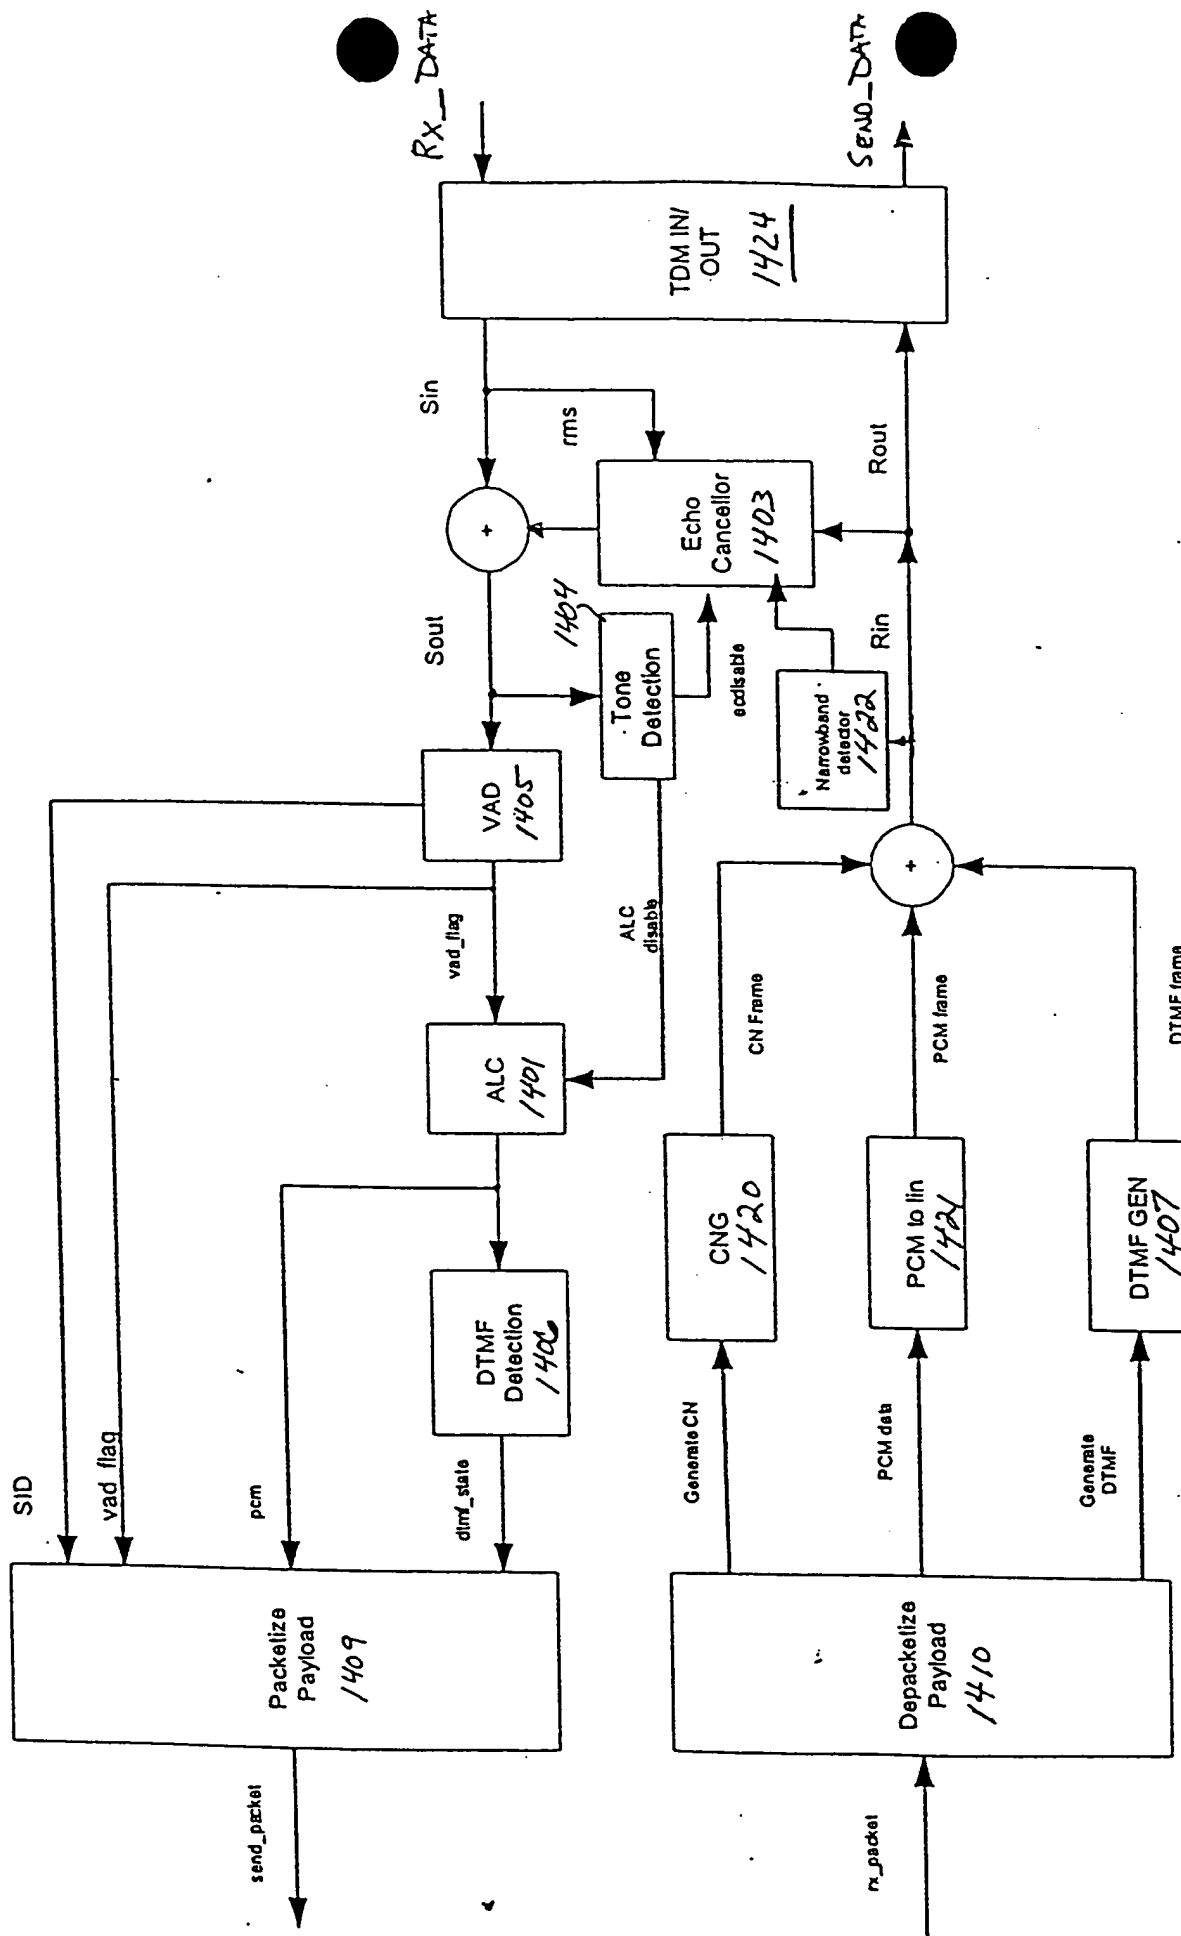 SID
vad flag
send_packet
Packetize
Payload
1409
pcm
dtmf_state
DTMF
Detection
1406
ALC
1401
vad_flag
VAD
1405
ALC
disable
Sout
Tone
Detection
1404
ecdisable
+
Sin
rms
Echo
Cancellor
1403
Rx_DATA
TDM IN/
OUT
1424
SEND_DATA
Rout
Rin
Narrowband
detector
1422
+
rx_packet
Depacketize
Payload
1410
Generate CN
CNG
1420
CN Frame
PCM data
PCM to lin
1421
PCM frame
Generate
DTMF
DTMF GEN
1407
DTMF frame